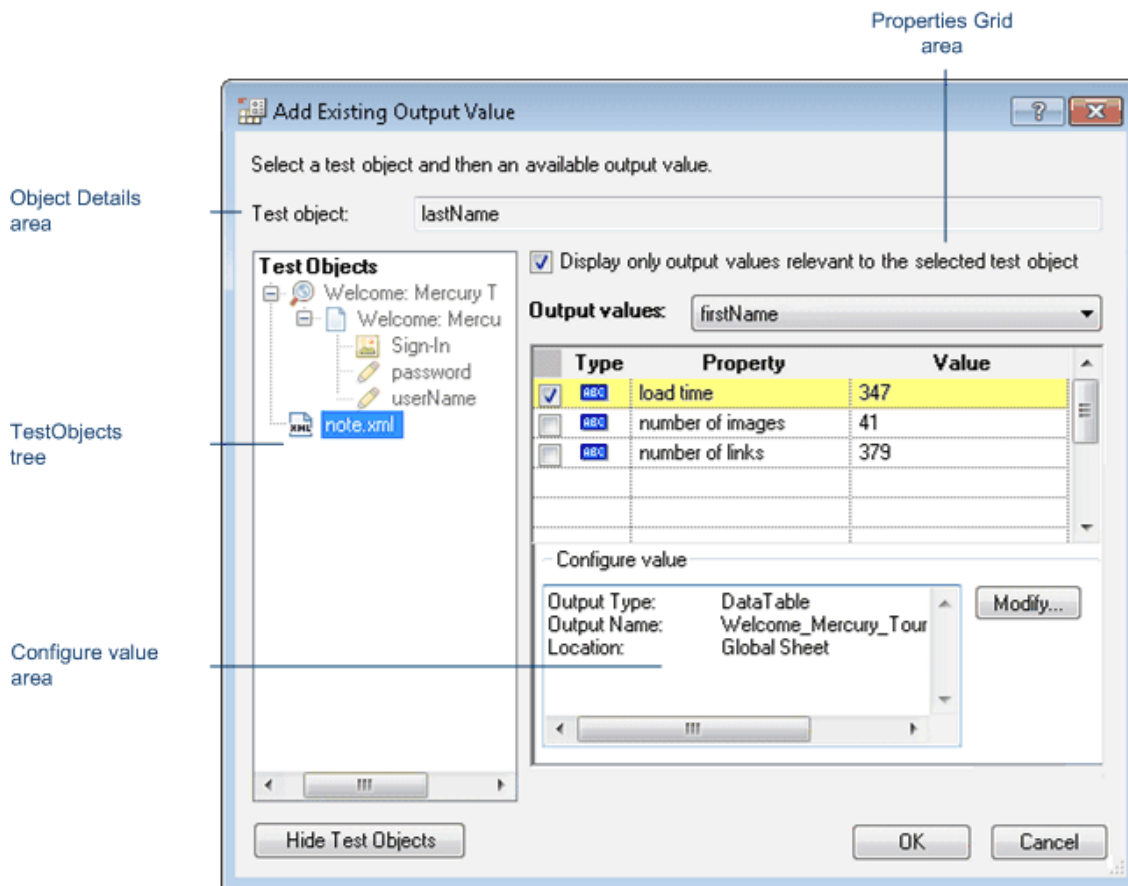 Properties Grid
area
Add Existing Output Value
Select a test object and then an available output value.
Object Details
area
Test object: lastName
Test Objects
Welcome: Mercury T
Welcome: Mercu
Sign-In
password
userName
XML note.xml
TestObjects
tree
Display only output values relevant to the selected test object
Output values: firstName
Type Property Value
ABC load time 347
ABC number of images 41
ABC number of links 379
Configure value
Output Type: DataTable
Output Name: Welcome_Mercury_Tour
Location: Global Sheet
Modify...
Configure value
area
Hide Test Objects
OK
Cancel